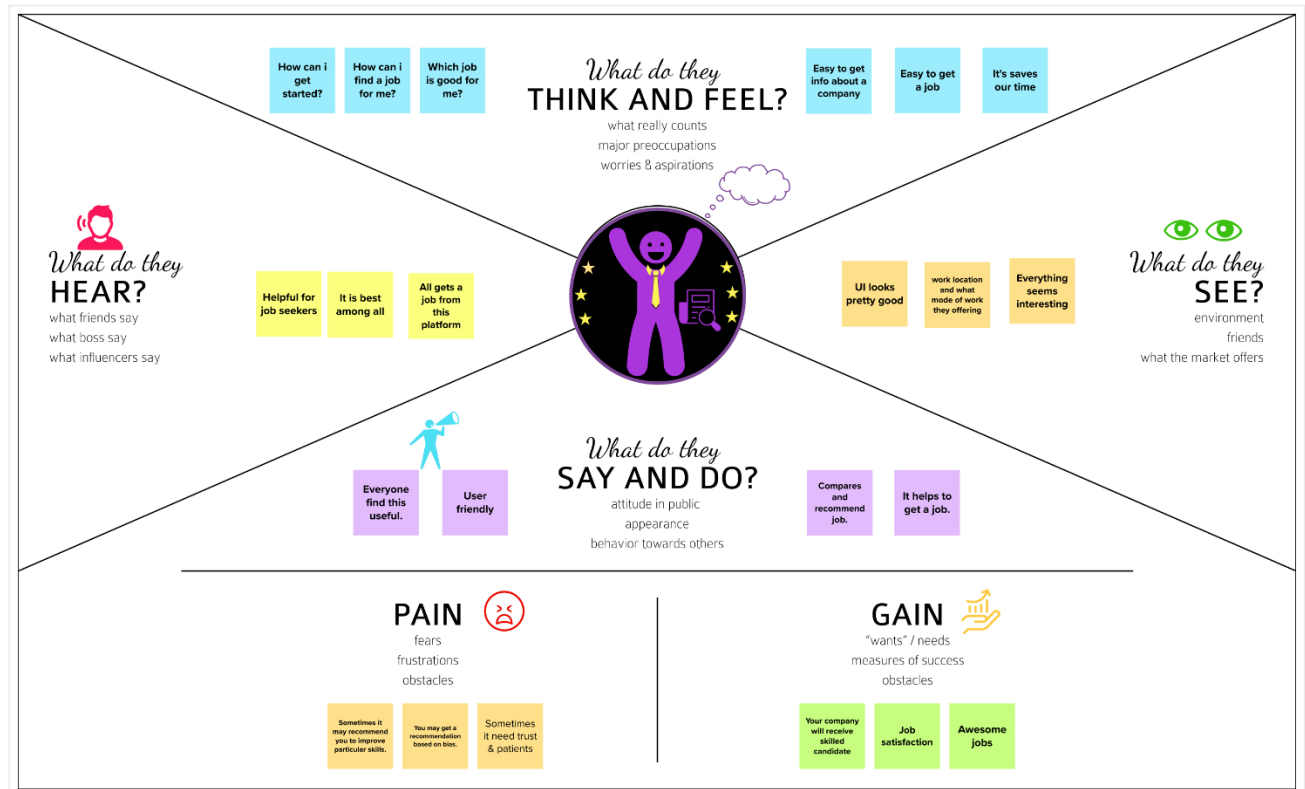 How can i
get
started?
How can i
find a job
for me?
Which job
is good for
me?
What do they
THINK AND FEEL?
what really counts
major preoccupations
worries & aspirations
Easy to get
info about a
company
Easy to get
a job
It's saves
our time
What do they
HEAR?
what friends say
what boss say
what influencers say
Helpful for
job seekers
It is best
among all
All gets a
job from
this
platform
UI looks
pretty good
work location
and what
mode of work
they offering
Everything
seems
interesting
What do they
SEE?
environment
friends
what the market offers
Everyone
find this
useful.
User
friendly
What do they
SAY AND DO?
attitude in public
appearance
behavior towards others
Compares
and
recommend
job.
It helps to
get a job.
PAIN
fears
frustrations
obstacles
Sometimes it
may recommend
you to improve
particular skills.
You may get a
recommendation
based on bias.
Sometimes
it need trust
& patients
GAIN
"wants" / needs
measures of success
obstacles
Your company
will receive
skilled
candidate
Job
satisfaction
Awesome
jobs